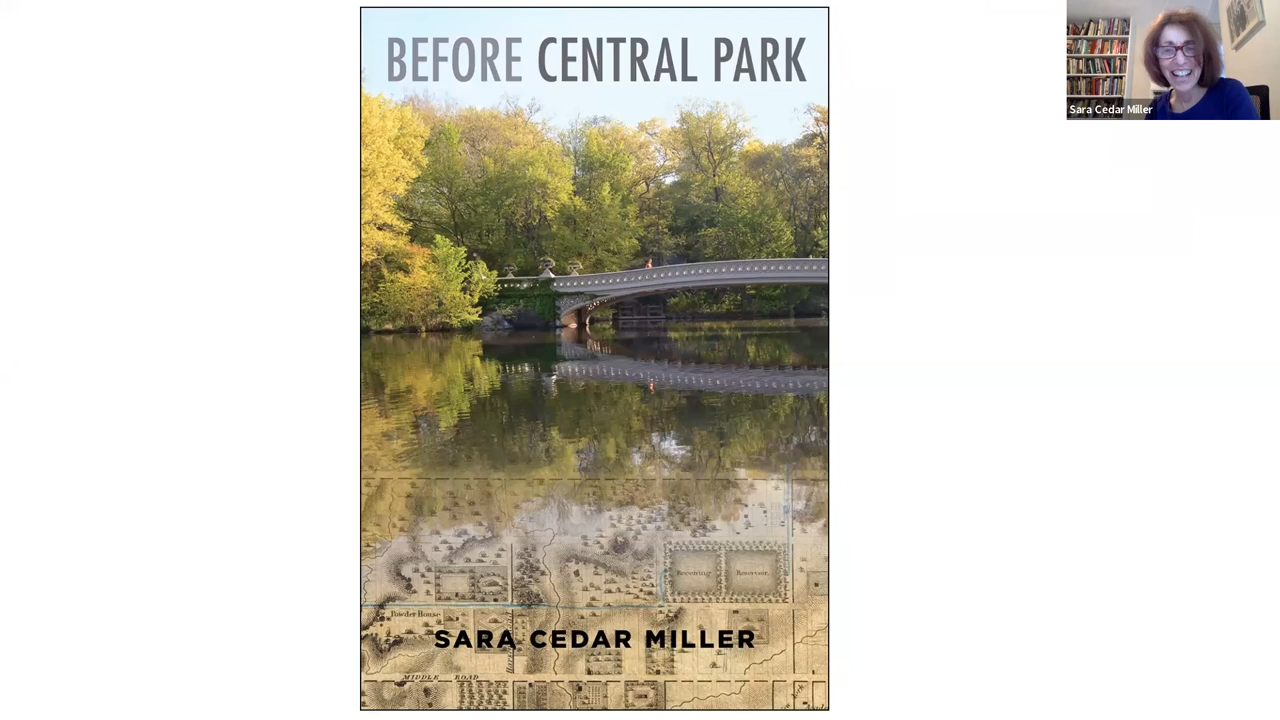 BEFORE CENTRAL PARK
Sara Cedar Miller
Receiving Reservoir.
Powder House
SARA CEDAR MILLER
MIDDLE ROAD